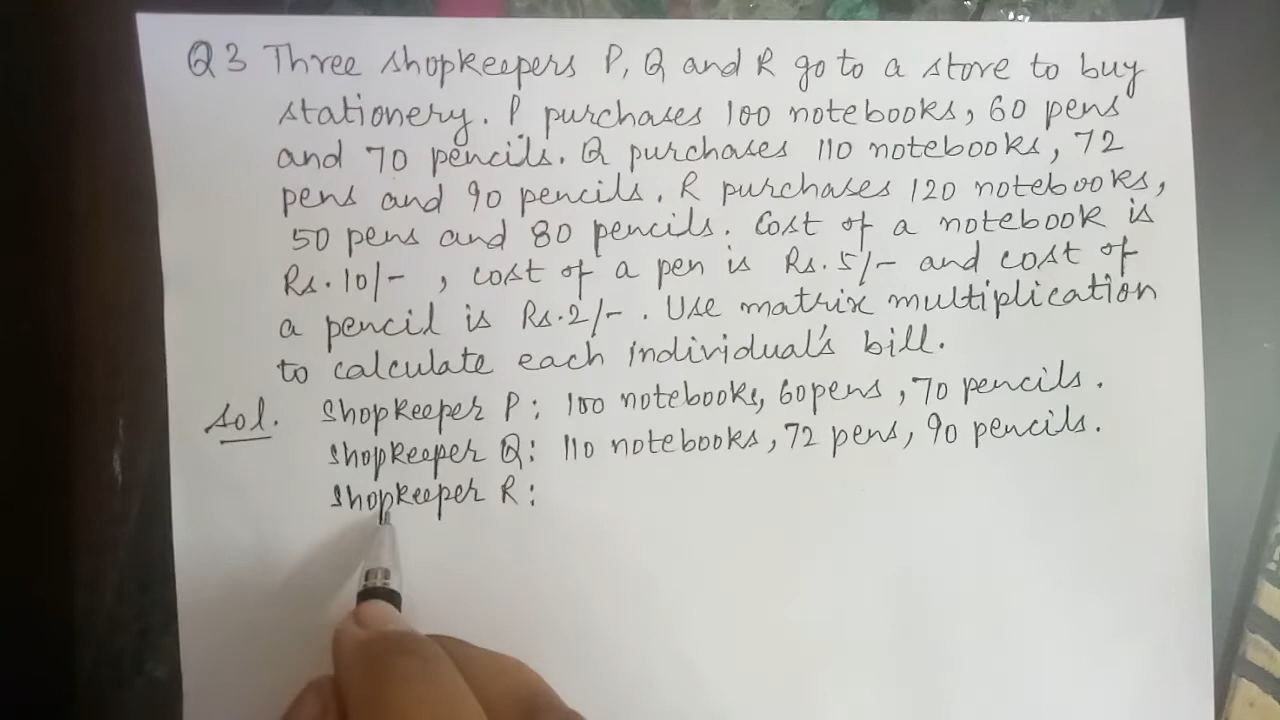 Q3 Three shopkeepers P, Q and R go to a store to buy
stationery. P purchases 100 notebooks, 60 pens
and 70 pencils. Q purchases 110 notebooks, 72
pens and 90 pencils. R purchases 120 notebooks,
50 pens and 80 pencils. Cost of a notebook is
Rs. 10/- , cost of a pen is Rs. 5/- and cost of
a pencil is Rs. 2/- . Use matrix multiplication
to calculate each individual's bill.
Sol. Shopkeeper P: 100 notebooks, 60 pens, 70 pencils.
Shopkeeper Q: 110 notebooks, 72 pens, 90 pencils.
Shopkeeper R: